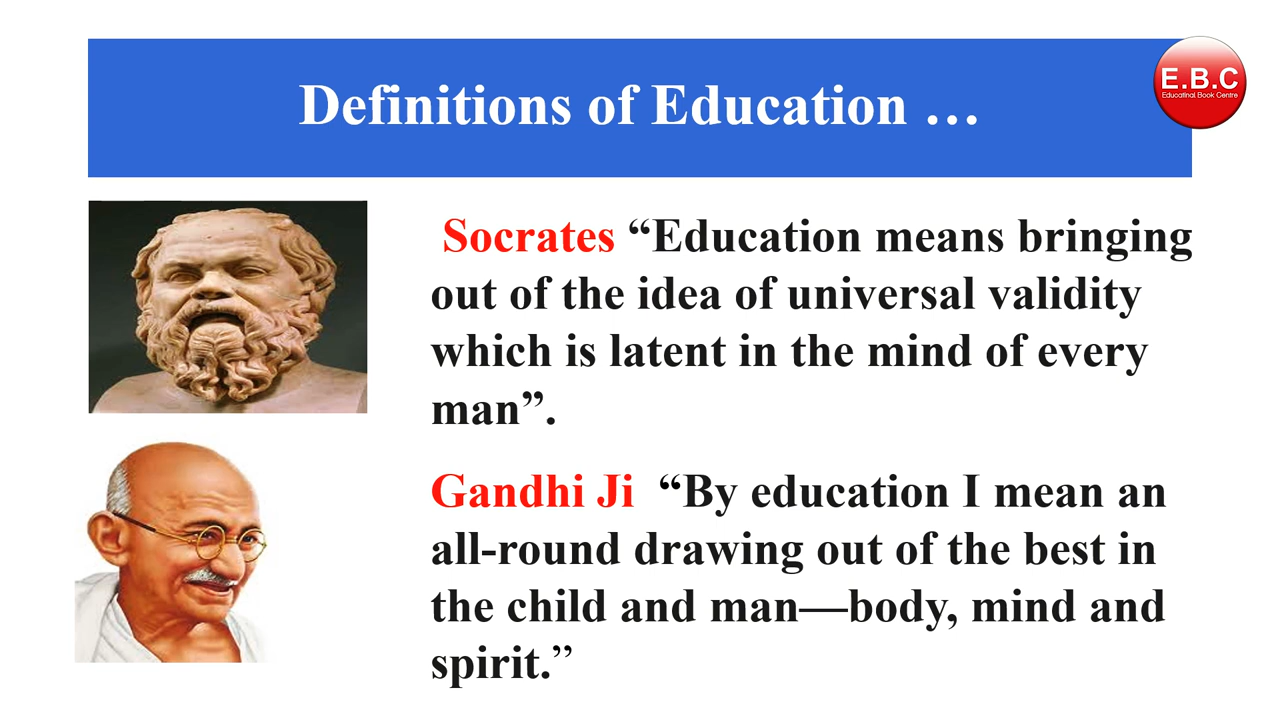 Definitions of Education …
E.B.C
Educatinal Book Centre
Socrates “Education means bringing
out of the idea of universal validity
which is latent in the mind of every
man”.
Gandhi Ji “By education I mean an
all-round drawing out of the best in
the child and man—body, mind and
spirit.”